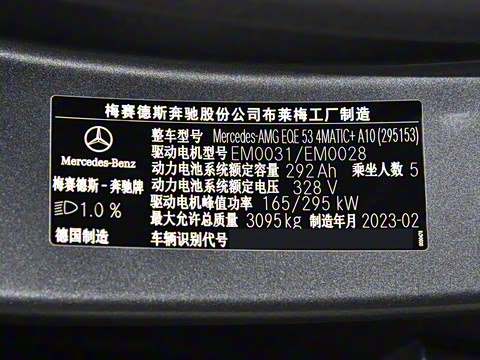 梅赛德斯奔驰股份公司布莱梅工厂制造
整车型号 Mercedes-AMG EQE 53 4MATIC+ A10 (295153)
驱动电机型号 EM0031/EM0028
动力电池系统额定容量 292 Ah 乘坐人数 5
动力电池系统额定电压 328 V
驱动电机峰值功率 165/295 kW
最大允许总质量 3095 kg 制造年月 2023-02
车辆识别代号
Mercedes-Benz
梅赛德斯-奔驰牌
1.0 %
德国制造